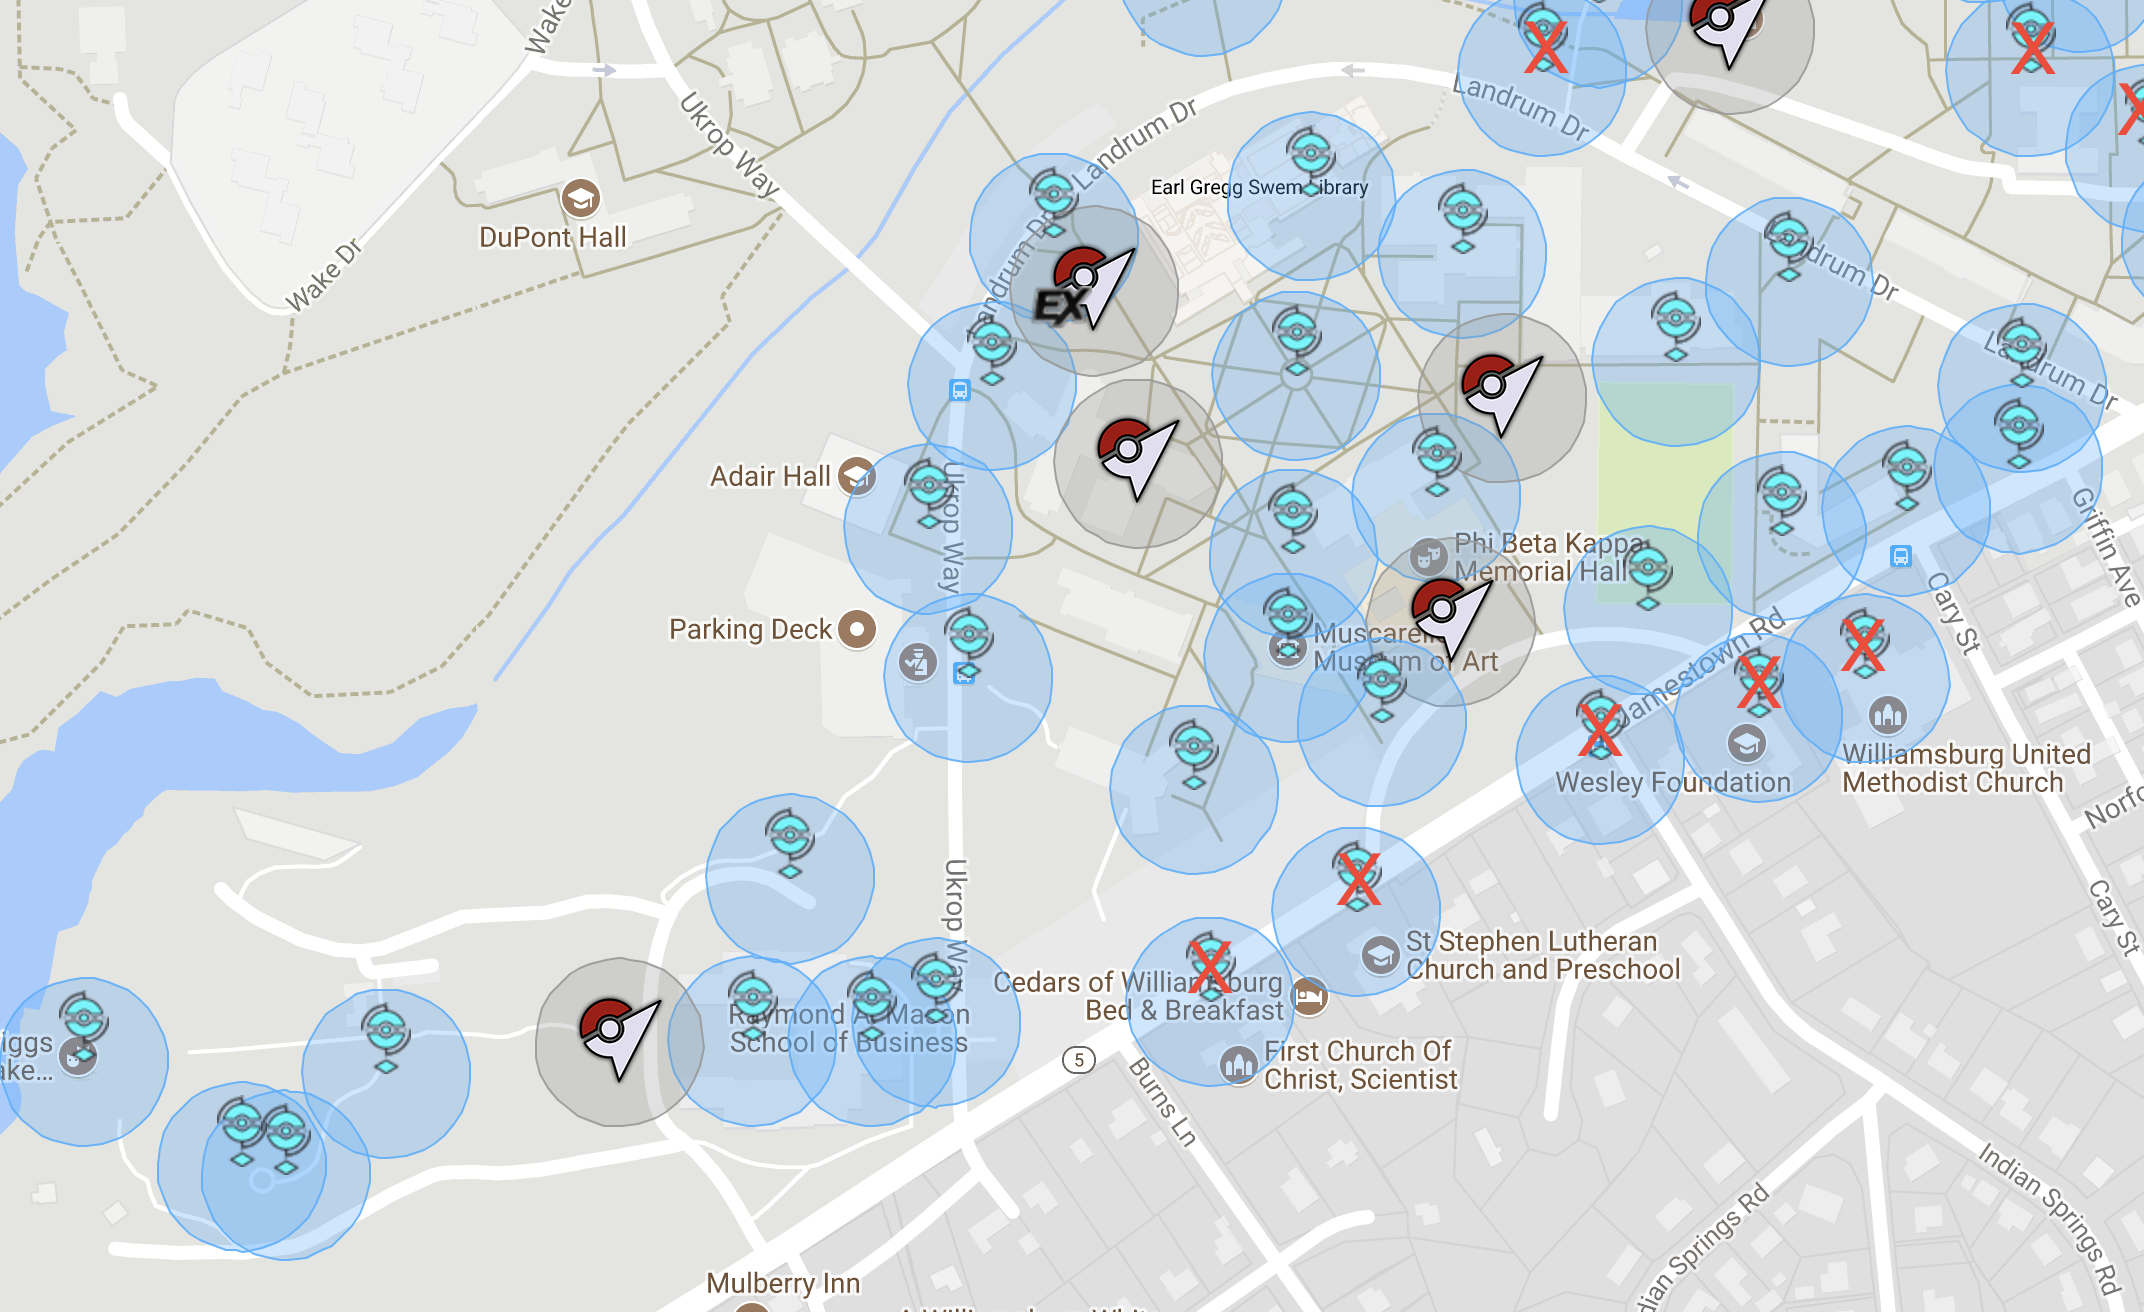 Wake
Landrum Dr
Landrum Dr
Ukrop Way
Earl Gregg Swem Library
DuPont Hall
Wake Dr
Landrum Dr
Landrum Dr
EX
Landrum Dr
Adair Hall
Ukrop Way
Griffin Ave
Phi Beta Kappa
Memorial Hall
Cary St
Parking Deck
Muscarelle
Museum of Art
Jamestown Rd
Williamsburg United
Methodist Church
Wesley Foundation
Norfo
Ukrop Way
Cary St
St Stephen Lutheran
Church and Preschool
Cedars of Williamsburg
Bed & Breakfast
Raymond A. Mason
School of Business
iggs
ake...
5
First Church Of
Christ, Scientist
Burns Ln
Indian Springs Rd
dian Springs Rd
Mulberry Inn